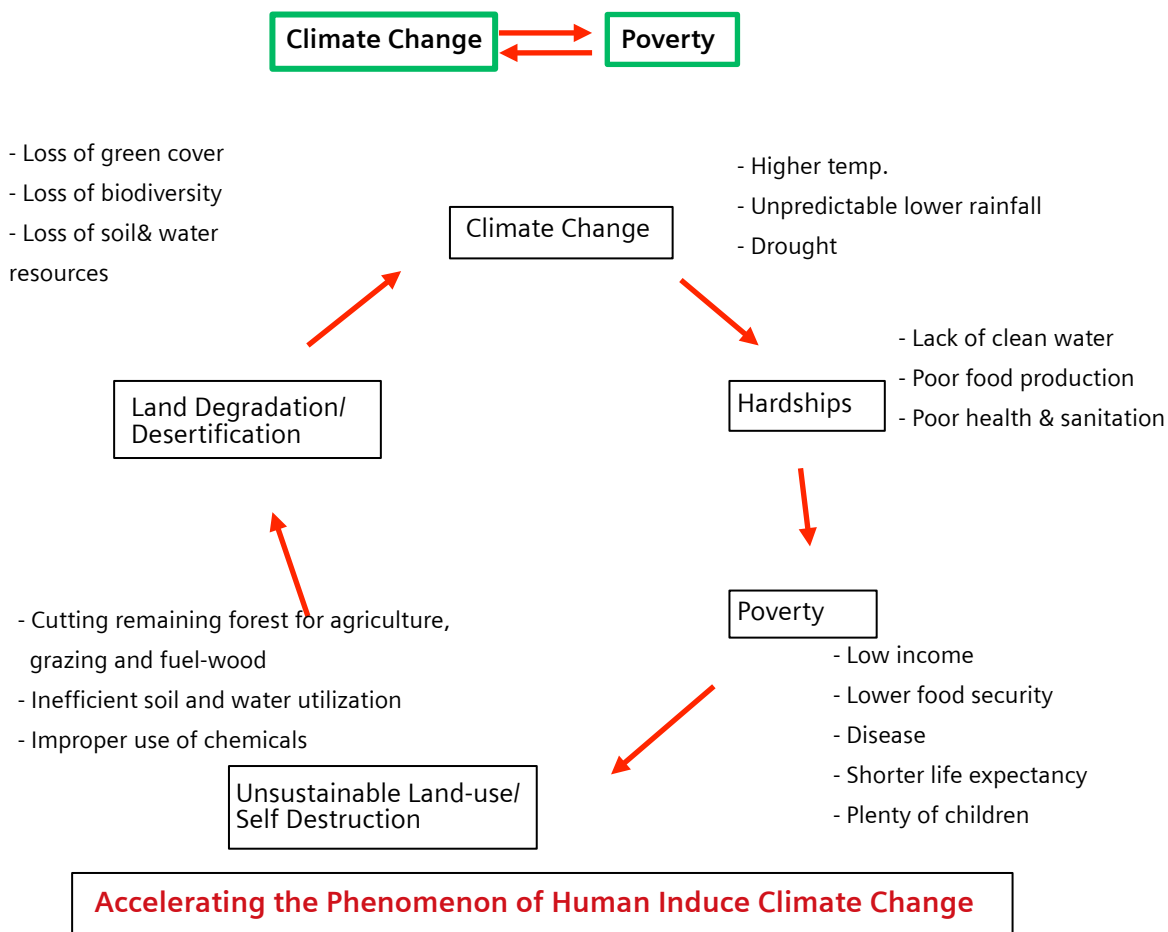 Climate Change
Poverty
- Loss of green cover
- Loss of biodiversity
- Loss of soil& water
resources
Climate Change
- Higher temp.
- Unpredictable lower rainfall
- Drought
Land Degradation/
Desertification
Hardships
- Lack of clean water
- Poor food production
- Poor health & sanitation
Poverty
- Low income
- Lower food security
- Disease
- Shorter life expectancy
- Plenty of children
- Cutting remaining forest for agriculture,
grazing and fuel-wood
- Inefficient soil and water utilization
- Improper use of chemicals
Unsustainable Land-use/
Self Destruction
Accelerating the Phenomenon of Human Induce Climate Change